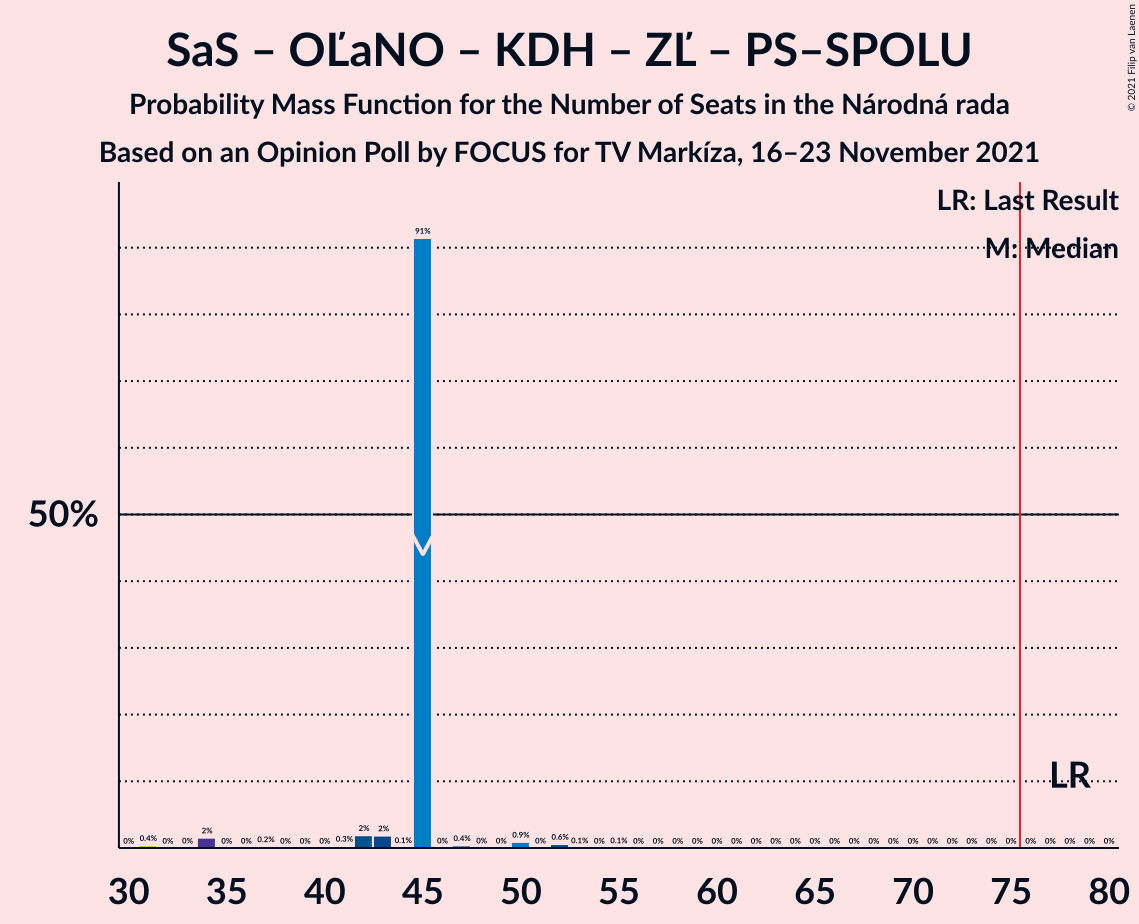 SaS – OĽaNO – KDH – ZĽ – PS–SPOLU
Probability Mass Function for the Number of Seats in the Národná rada
Based on an Opinion Poll by FOCUS for TV Markíza, 16–23 November 2021
© 2021 Filip van Laenen
LR: Last Result
M: Median
91%
50%
LR
0% 0.4% 0% 0% 2% 0% 0% 0.2% 0% 0% 0% 0.3% 2% 2% 0.1% 0% 0.4% 0% 0% 0.9% 0% 0.6% 0.1% 0% 0.1% 0% 0% 0% 0% 0% 0% 0% 0% 0% 0% 0% 0% 0% 0% 0% 0% 0% 0% 0% 0% 0% 0% 0% 0% 0%
30 35 40 45 50 55 60 65 70 75 80